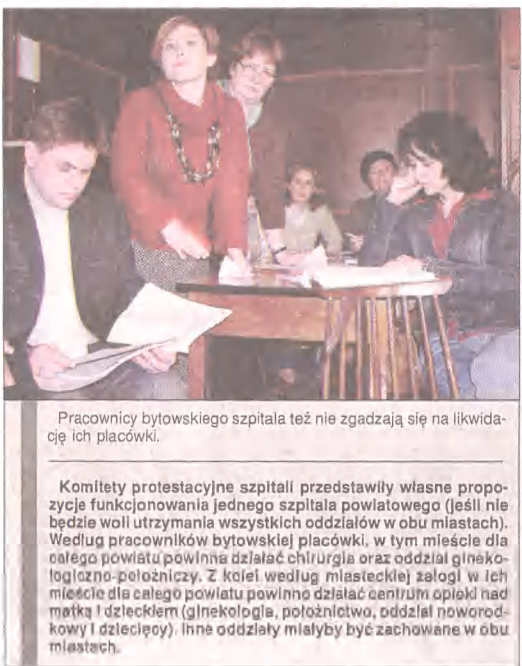 Pracownicy bytowskiego szpitala też nie zgadzają się na likwida-
cję ich placówki.
Komitety protestacyjne szpitali przedstawiły własne propo-
zycje funkcjonowania jednego szpitala powiatowego (jeśli nie
będzie woli utrzymania wszystkich oddziałów w obu miastach).
Według pracowników bytowskiej placówki, w tym mieście dla
całego powiatu powinna działać chirurgia oraz oddział gineko-
logiczno-położniczy. Z kolei według miasteckiej załogi w ich
mieście dla całego powiatu powinno działać centrum opieki nad
matką i dzieckiem (ginekologia, położnictwo, oddział noworod-
kowy i dziecięcy). Inne oddziały miałyby być zachowane w obu
miastach.